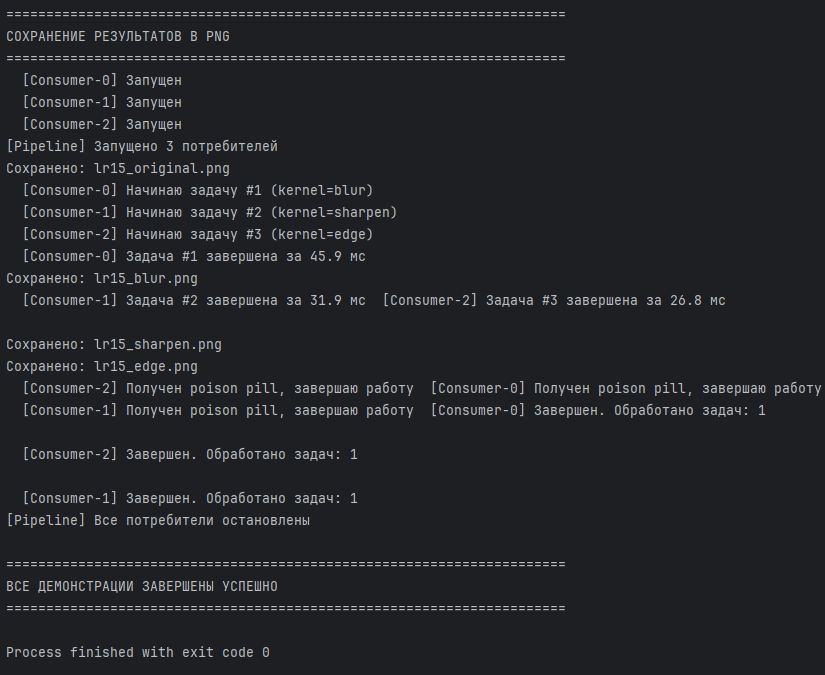 ======================================================================
СОХРАНЕНИЕ РЕЗУЛЬТАТОВ В PNG
======================================================================
  [Consumer-0] Запущен
  [Consumer-1] Запущен
  [Consumer-2] Запущен
[Pipeline] Запущено 3 потребителей
Сохранено: lr15_original.png
  [Consumer-0] Начинаю задачу #1 (kernel=blur)
  [Consumer-1] Начинаю задачу #2 (kernel=sharpen)
  [Consumer-2] Начинаю задачу #3 (kernel=edge)
  [Consumer-0] Задача #1 завершена за 45.9 мс
Сохранено: lr15_blur.png
  [Consumer-1] Задача #2 завершена за 31.9 мс  [Consumer-2] Задача #3 завершена за 26.8 мс

Сохранено: lr15_sharpen.png
Сохранено: lr15_edge.png
  [Consumer-2] Получен poison pill, завершаю работу  [Consumer-0] Получен poison pill, завершаю работу
  [Consumer-1] Получен poison pill, завершаю работу  [Consumer-0] Завершен. Обработано задач: 1

  [Consumer-2] Завершен. Обработано задач: 1

  [Consumer-1] Завершен. Обработано задач: 1
[Pipeline] Все потребители остановлены

======================================================================
ВСЕ ДЕМОНСТРАЦИИ ЗАВЕРШЕНЫ УСПЕШНО
======================================================================

Process finished with exit code 0